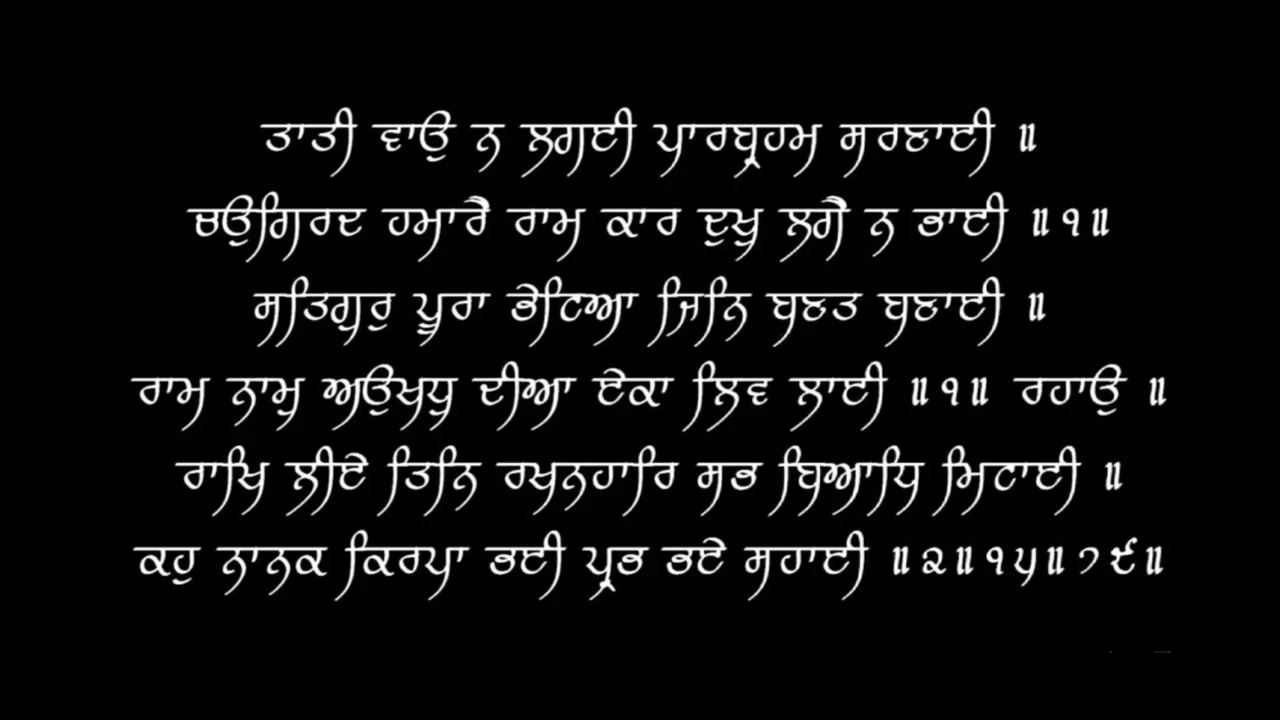 ਤਾਤੀ ਵਾਉ ਨ ਲਗਈ ਪਾਰਬ੍ਰਹਮ ਸਰਣਾਈ ॥
ਚਉਗਿਰਦ ਹਮਾਰੈ ਰਾਮ ਕਾਰ ਦੁਖੁ ਲਗੈ ਨ ਭਾਈ ॥੧॥
ਸਤਿਗੁਰੁ ਪੂਰਾ ਭੇਟਿਆ ਜਿਨਿ ਬਣਤ ਬਣਾਈ ॥
ਰਾਮ ਨਾਮੁ ਅਉਖਧੁ ਦੀਆ ਏਕਾ ਲਿਵ ਲਾਈ ॥੧॥ ਰਹਾਉ ॥
ਰਾਖਿ ਲੀਏ ਤਿਨਿ ਰਖਨਹਾਰਿ ਸਭ ਬਿਆਧਿ ਮਿਟਾਈ ॥
ਕਹੁ ਨਾਨਕ ਕਿਰਪਾ ਭਈ ਪ੍ਰਭ ਭਏ ਸਹਾਈ ॥੨॥੧੫॥੭੯॥